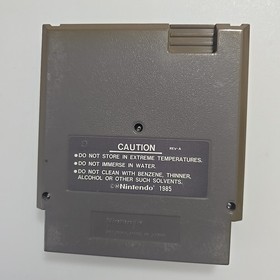 CAUTION REV-A
•DO NOT STORE IN EXTREME TEMPERATURES.
•DO NOT IMMERSE IN WATER.
•DO NOT CLEAN WITH BENZENE, THINNER,
ALCOHOL OR OTHER SUCH SOLVENTS.
©®Nintendo 1985